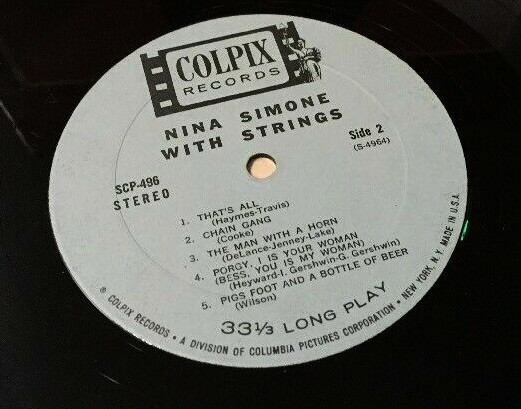 COLPIX
RECORDS
NINA SIMONE
WITH STRINGS
Side 2
(S-4964)
SCP-496
STEREO
1. THAT'S ALL
(Haymes-Travis)
2. CHAIN GANG
(Cooke)
3. THE MAN WITH A HORN
(DeLance-Jenney-Lake)
4. PORGY, I IS YOUR WOMAN
(BESS, YOU IS MY WOMAN)
(Heyward-I. Gershwin-G. Gershwin)
5. PIGS FOOT AND A BOTTLE OF BEER
(Wilson)
33⅓ LONG PLAY
® COLPIX RECORDS • A DIVISION OF COLUMBIA PICTURES CORPORATION • NEW YORK, N.Y. MADE IN U.S.A.